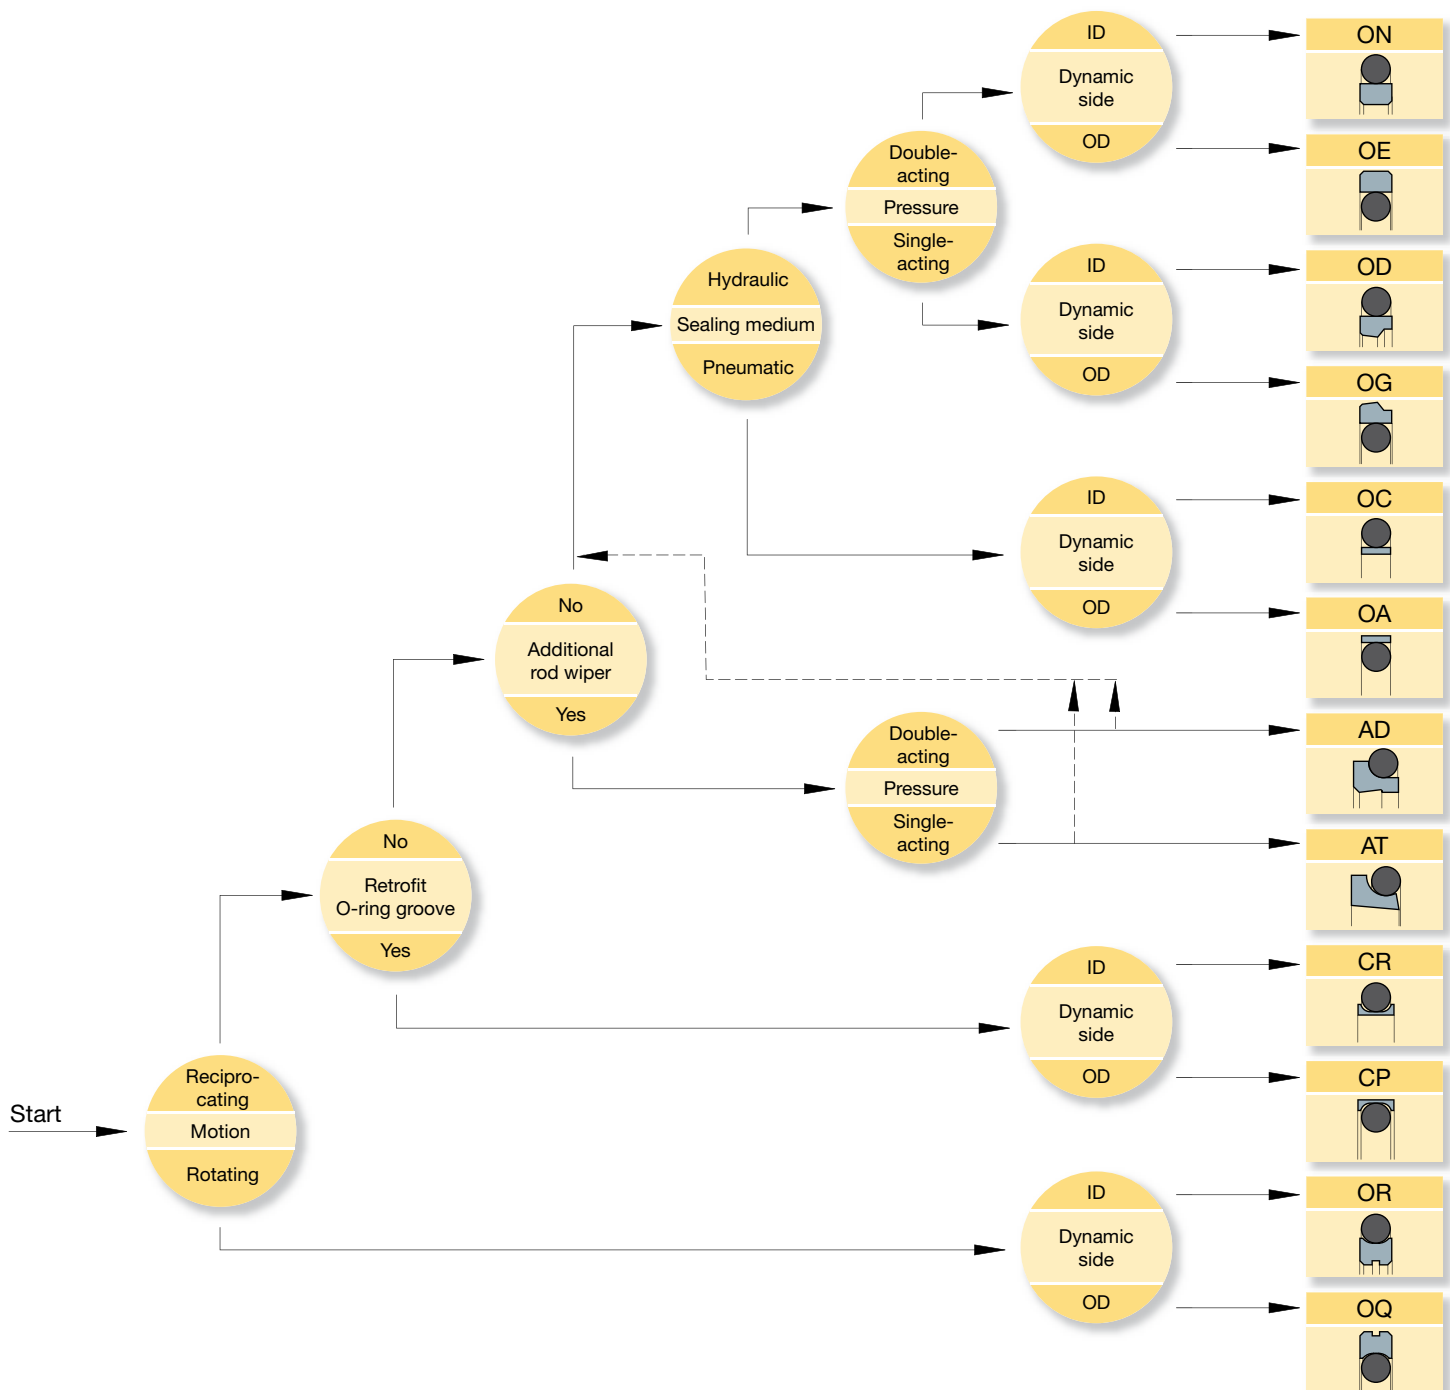 ID
Dynamic
side
OD
ON
OE
Double-
acting
Pressure
Single-
acting
ID
Dynamic
side
OD
OD
OG
Hydraulic
Sealing medium
Pneumatic
ID
Dynamic
side
OD
OC
OA
No
Additional
rod wiper
Yes
Double-
acting
Pressure
Single-
acting
AD
AT
No
Retrofit
O-ring groove
Yes
ID
Dynamic
side
OD
CR
CP
Start
Recipro-
cating
Motion
Rotating
ID
Dynamic
side
OD
OR
OQ